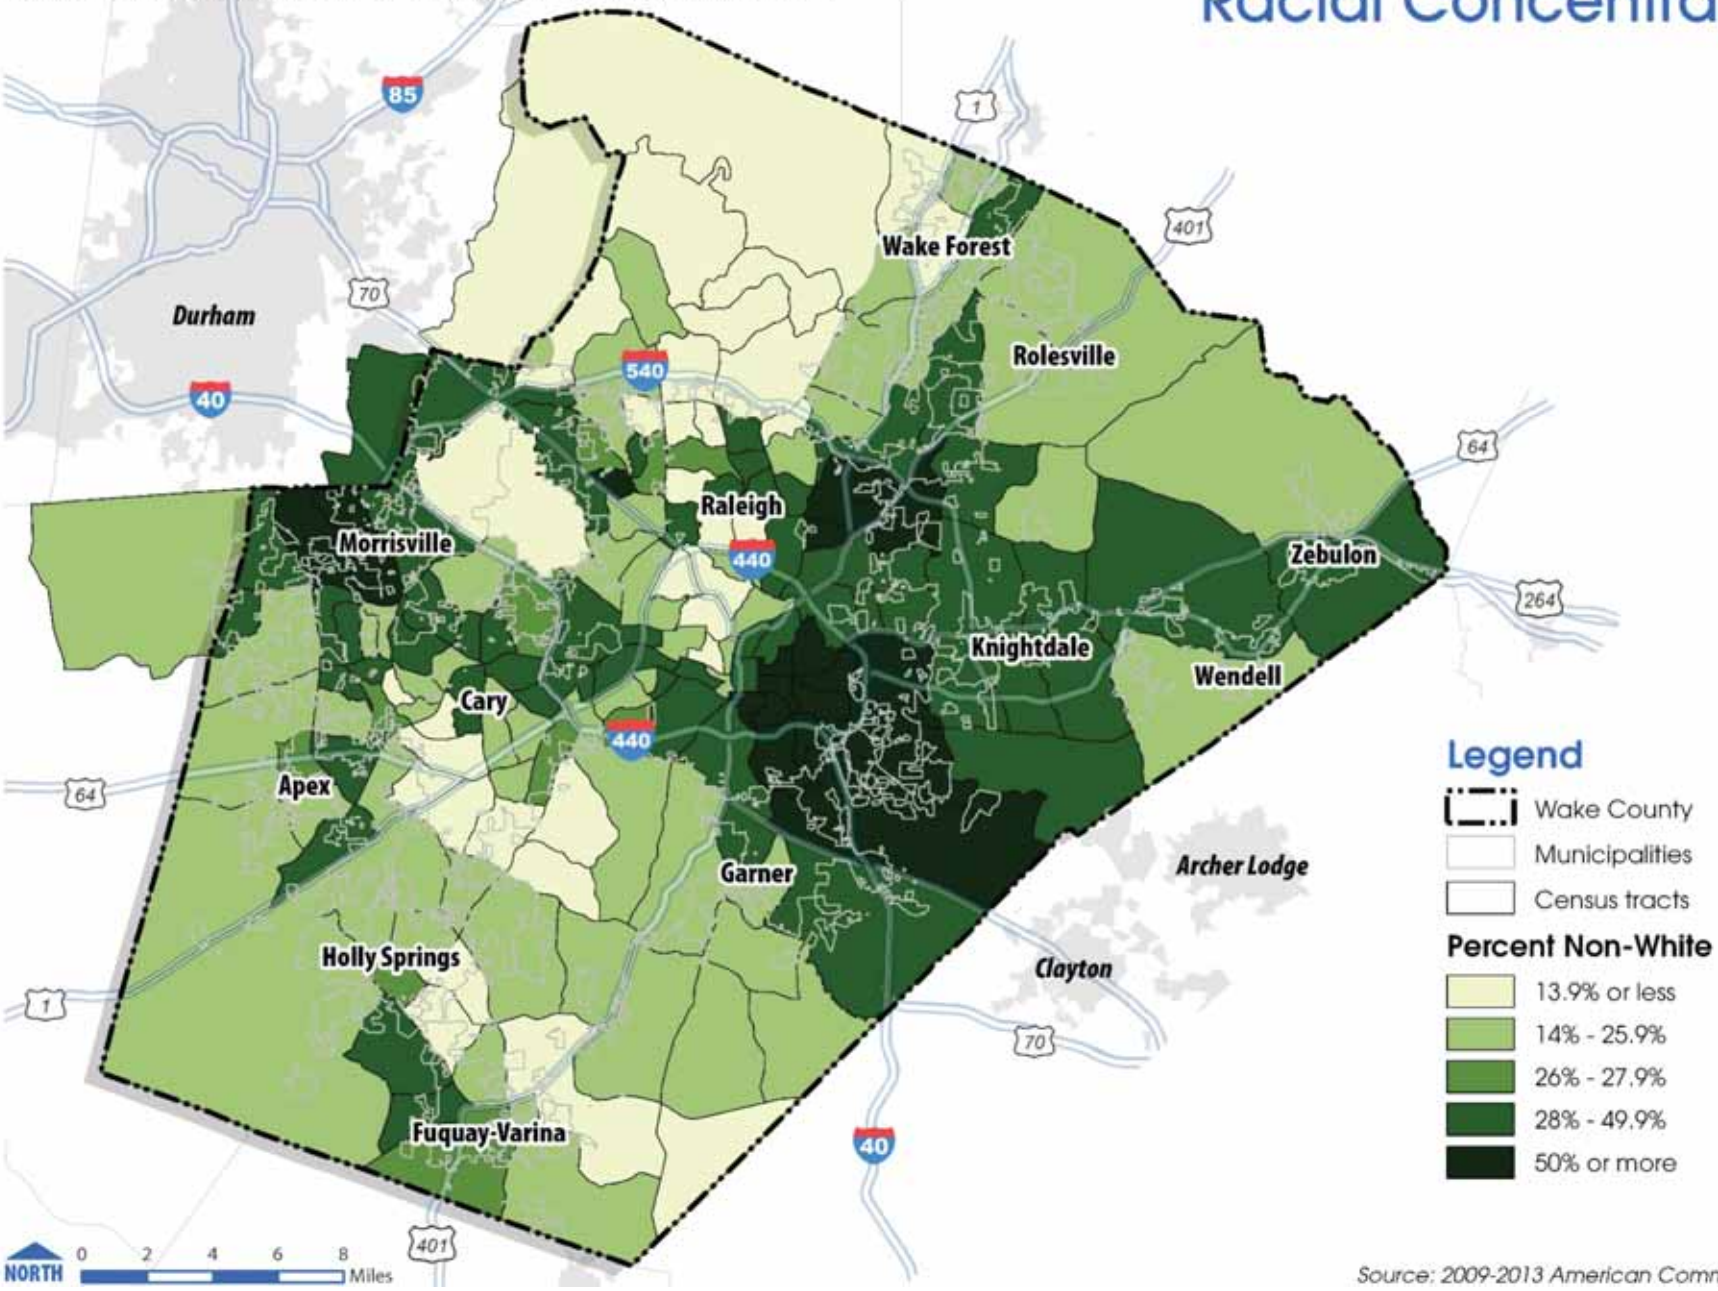 85
1
401
Wake Forest
70
Durham
Rolesville
540
40
64
Raleigh
Morrisville
440
Zebulon
264
Knightdale
Wendell
Cary
440
Apex
64
Garner
Archer Lodge
Holly Springs
Clayton
1
70
Fuquay-Varina
40
401
NORTH
0 2 4 6 8
Miles
Legend
Wake County
Municipalities
Census tracts
Percent Non-White
13.9% or less
14% - 25.9%
26% - 27.9%
28% - 49.9%
50% or more
Source: 2009-2013 American